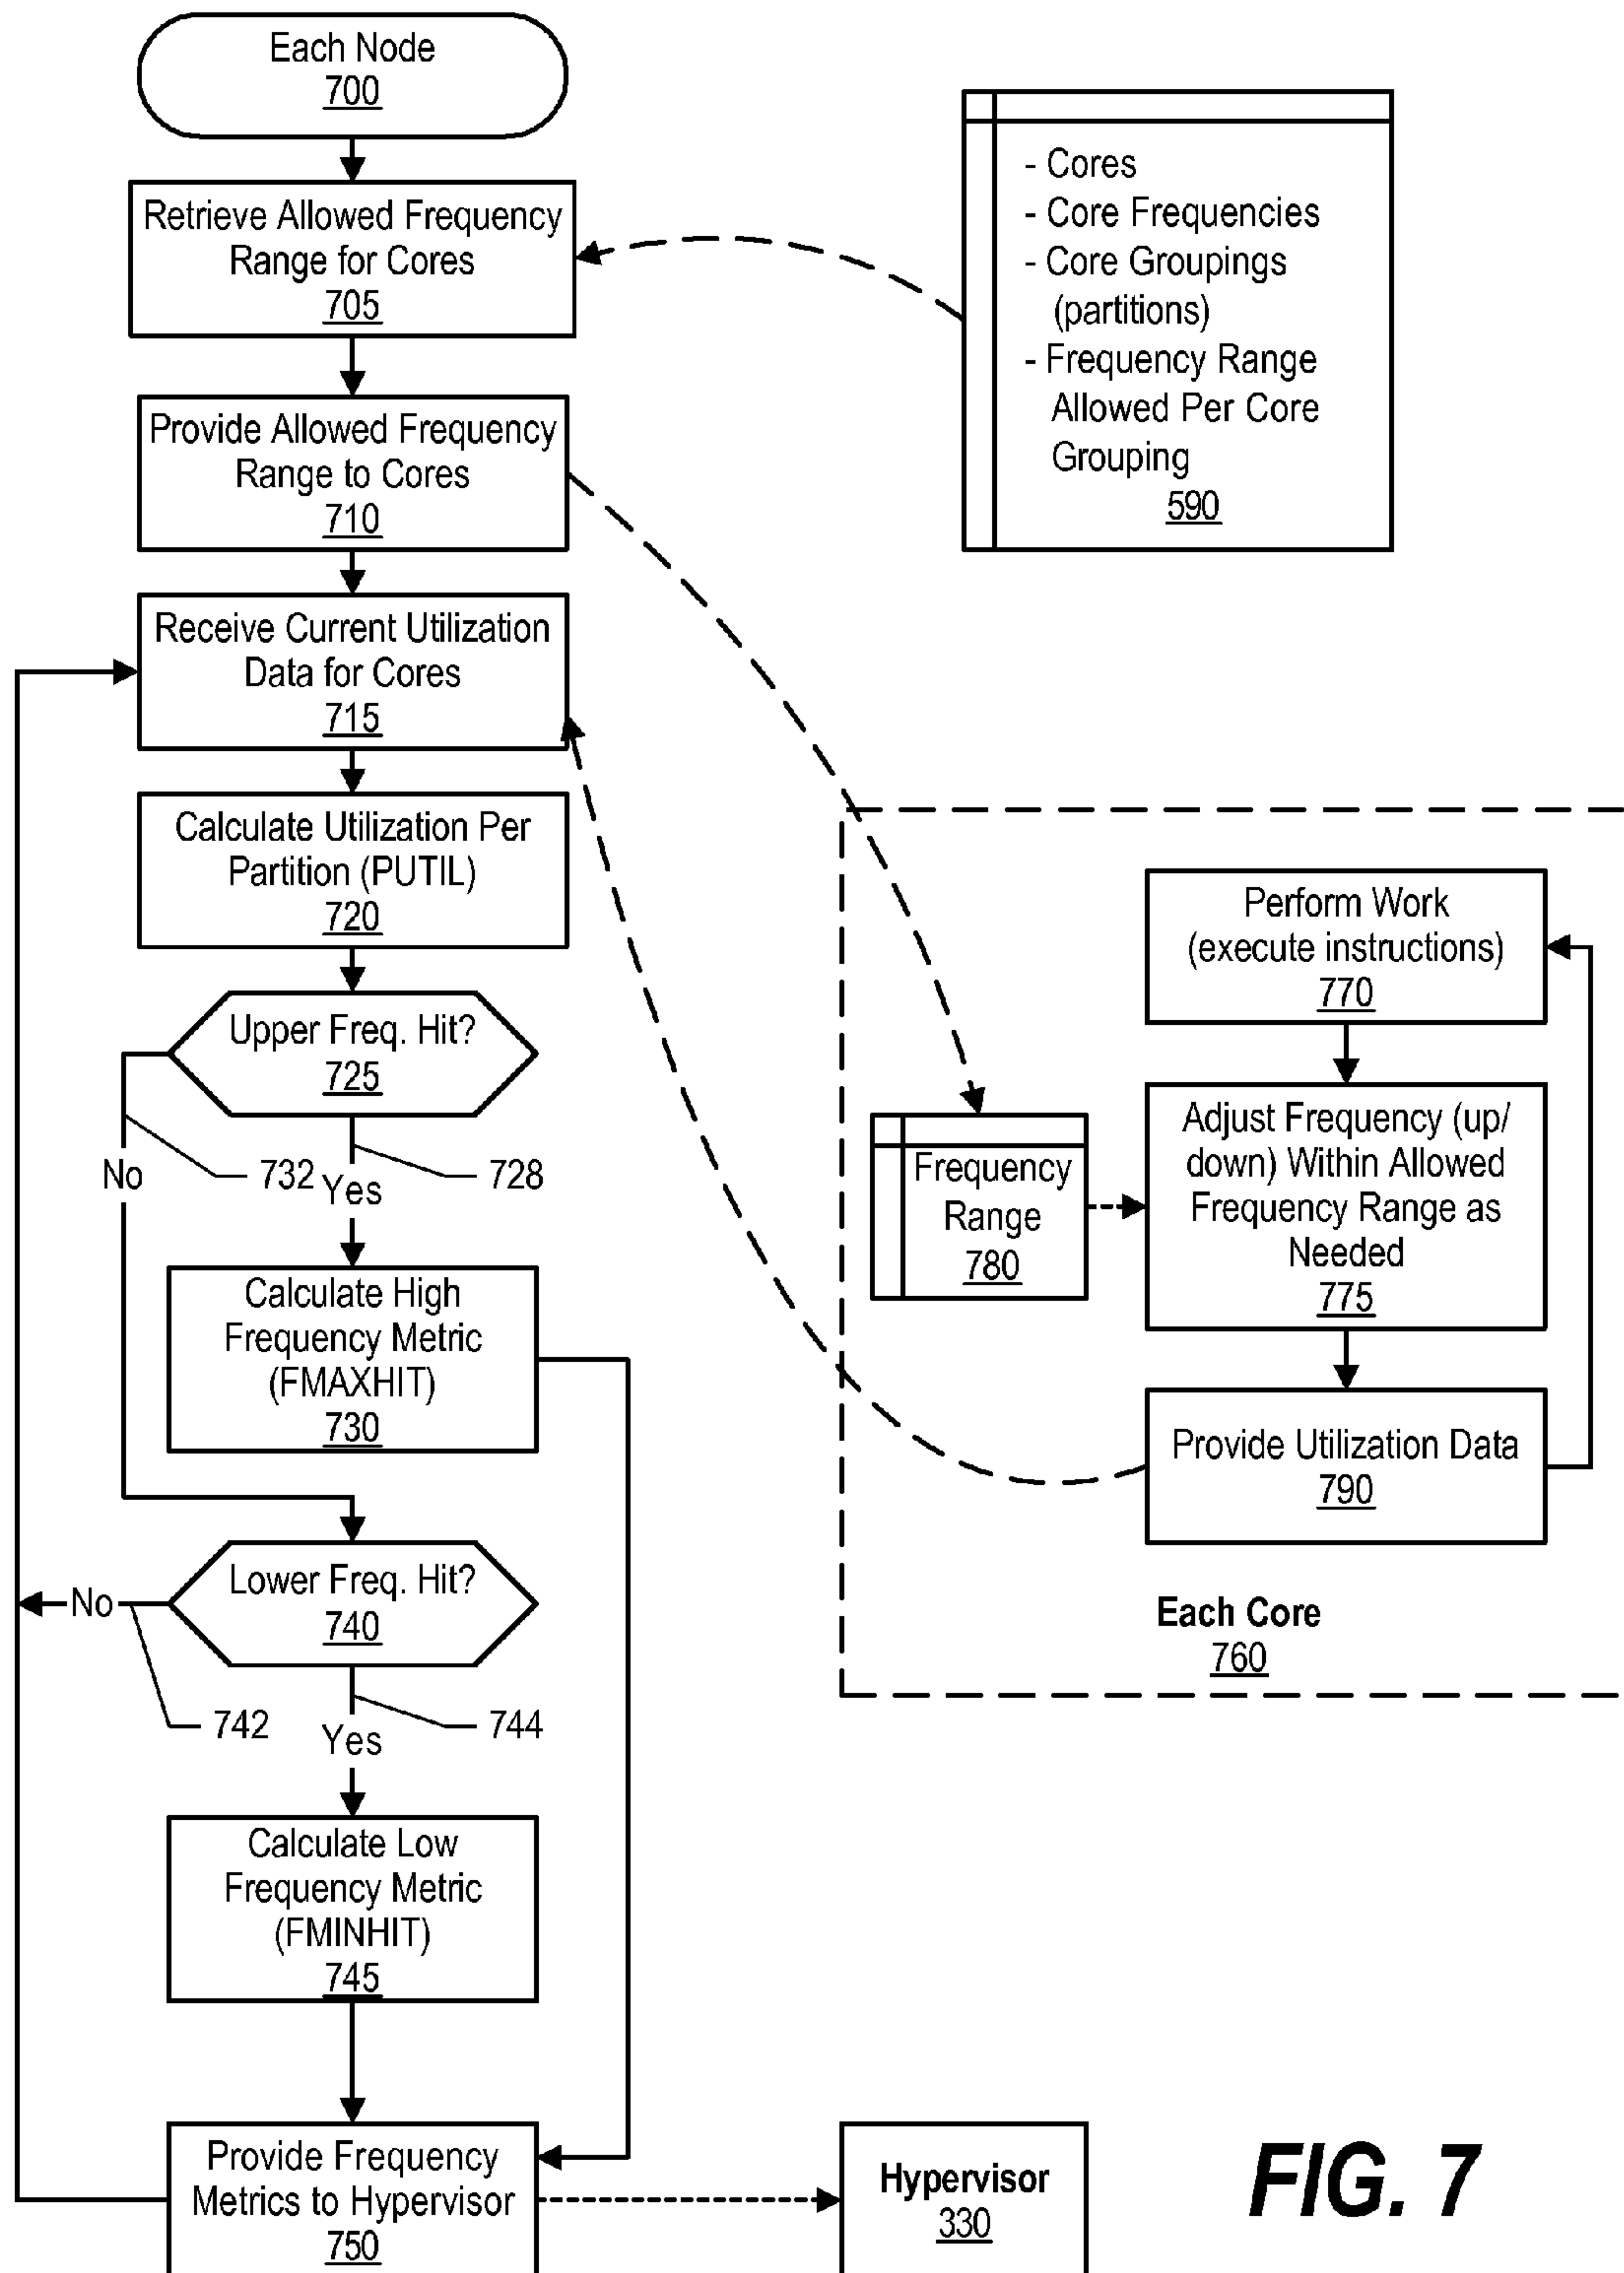 Each Node
700
Retrieve Allowed Frequency
Range for Cores
705
Provide Allowed Frequency
Range to Cores
710
Receive Current Utilization
Data for Cores
715
Calculate Utilization Per
Partition (PUTIL)
720
Upper Freq. Hit?
725
No
732
Yes
728
Calculate High
Frequency Metric
(FMAXHIT)
730
Lower Freq. Hit?
740
No
742
Yes
744
Calculate Low
Frequency Metric
(FMINHIT)
745
Provide Frequency
Metrics to Hypervisor
750
Hypervisor
330
- Cores
- Core Frequencies
- Core Groupings
(partitions)
- Frequency Range
Allowed Per Core
Grouping
590
Perform Work
(execute instructions)
770
Frequency
Range
780
Adjust Frequency (up/
down) Within Allowed
Frequency Range as
Needed
775
Provide Utilization Data
790
Each Core
760
FIG. 7